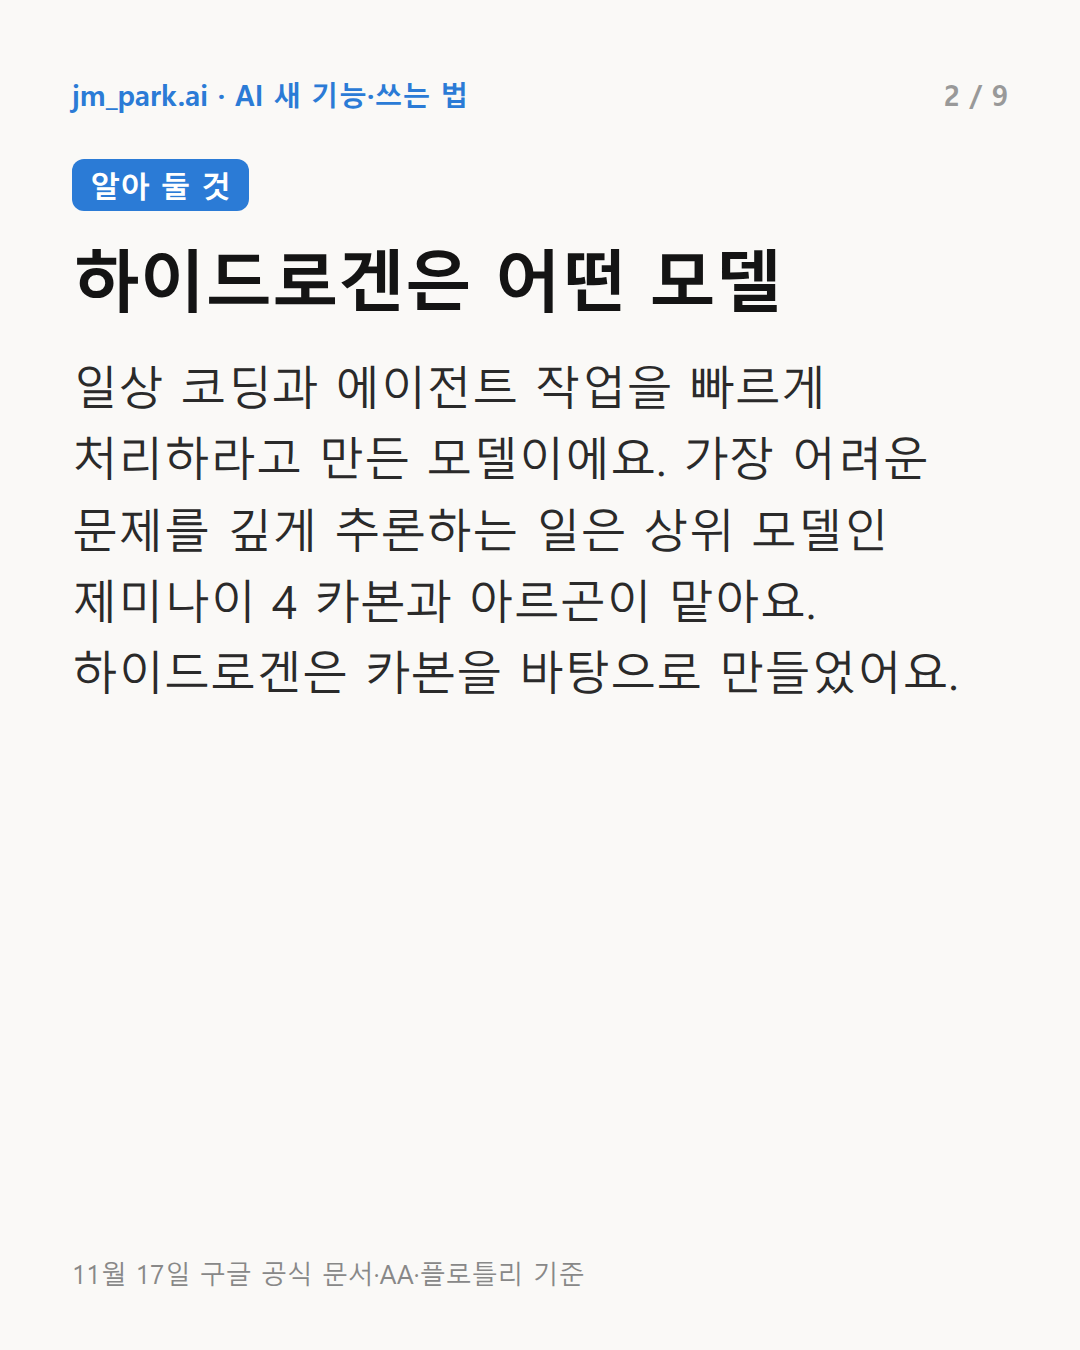 jm_park.ai · AI 새 기능·쓰는 법
2 / 9
알아 둘 것
하이드로겐은 어떤 모델
일상 코딩과 에이전트 작업을 빠르게
처리하라고 만든 모델이에요. 가장 어려운
문제를 깊게 추론하는 일은 상위 모델인
제미나이 4 카본과 아르곤이 맡아요.
하이드로겐은 카본을 바탕으로 만들었어요.
11월 17일 구글 공식 문서·AA·플로틀리 기준